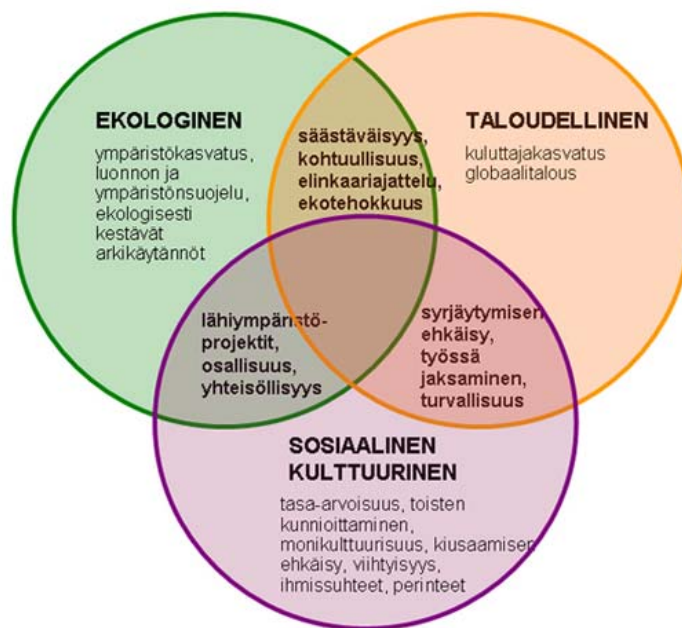 EKOLOGINEN
ympäristökasvatus,
luonnon ja
ympäristönsuojelu,
ekologisesti
kestävät
arkikäytännöt
säästäväisyys,
kohtuullisuus,
elinkaariajattelu,
ekotehokkuus
TALOUDELLINEN
kuluttajakasvatus
globaalitalous
lähiympäristö-
projektit,
osallisuus,
yhteisöllisyys
syrjäytymisen
ehkäisy,
työssä
jaksaminen,
turvallisuus
SOSIAALINEN
KULTTUURINEN
tasa-arvoisuus, toisten
kunnioittaminen,
monikulttuurisuus, kiusaamisen
ehkäisy, viihtyisyys,
ihmissuhteet, perinteet